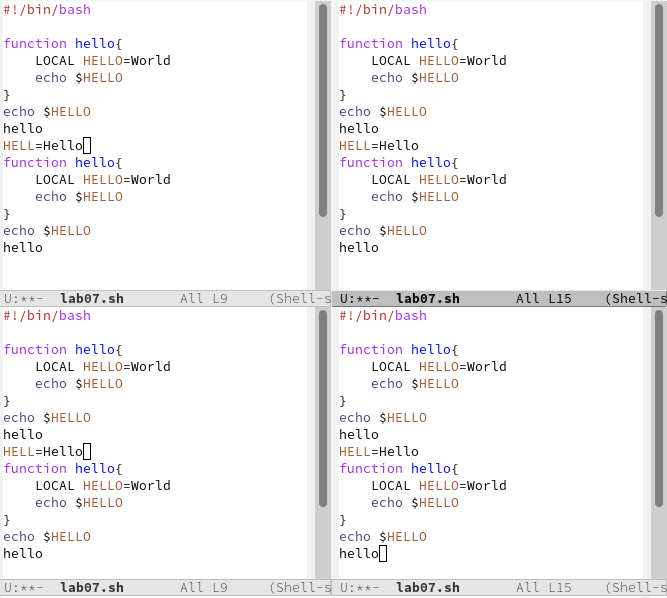 #!/bin/bash
function hello{
    LOCAL HELLO=World
    echo $HELLO
}
echo $HELLO
hello
HELL=Hello
function hello{
    LOCAL HELLO=World
    echo $HELLO
}
echo $HELLO
hello
U:**-  lab07.sh       All L9     (Shell-s
#!/bin/bash
function hello{
    LOCAL HELLO=World
    echo $HELLO
}
echo $HELLO
hello
HELL=Hello
function hello{
    LOCAL HELLO=World
    echo $HELLO
}
echo $HELLO
hello
U:**-  lab07.sh       All L15    (Shell-s
#!/bin/bash
function hello{
    LOCAL HELLO=World
    echo $HELLO
}
echo $HELLO
hello
HELL=Hello
function hello{
    LOCAL HELLO=World
    echo $HELLO
}
echo $HELLO
hello
U:**-  lab07.sh       All L9     (Shell-s
#!/bin/bash
function hello{
    LOCAL HELLO=World
    echo $HELLO
}
echo $HELLO
hello
HELL=Hello
function hello{
    LOCAL HELLO=World
    echo $HELLO
}
echo $HELLO
hello
U:**-  lab07.sh       All L15    (Shell-s